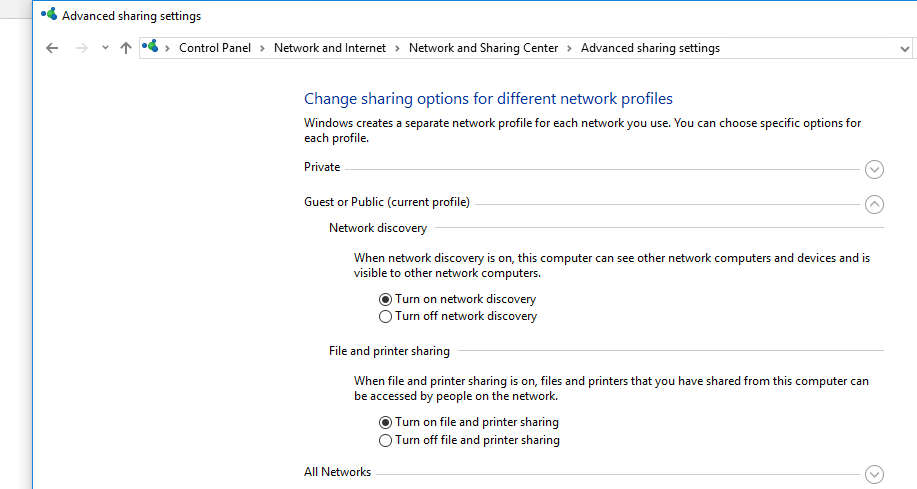 Advanced sharing settings
Control Panel > Network and Internet > Network and Sharing Center > Advanced sharing settings
Change sharing options for different network profiles
Windows creates a separate network profile for each network you use. You can choose specific options for
each profile.
Private
Guest or Public (current profile)
Network discovery
When network discovery is on, this computer can see other network computers and devices and is
visible to other network computers.
Turn on network discovery
Turn off network discovery
File and printer sharing
When file and printer sharing is on, files and printers that you have shared from this computer can
be accessed by people on the network.
Turn on file and printer sharing
Turn off file and printer sharing
All Networks